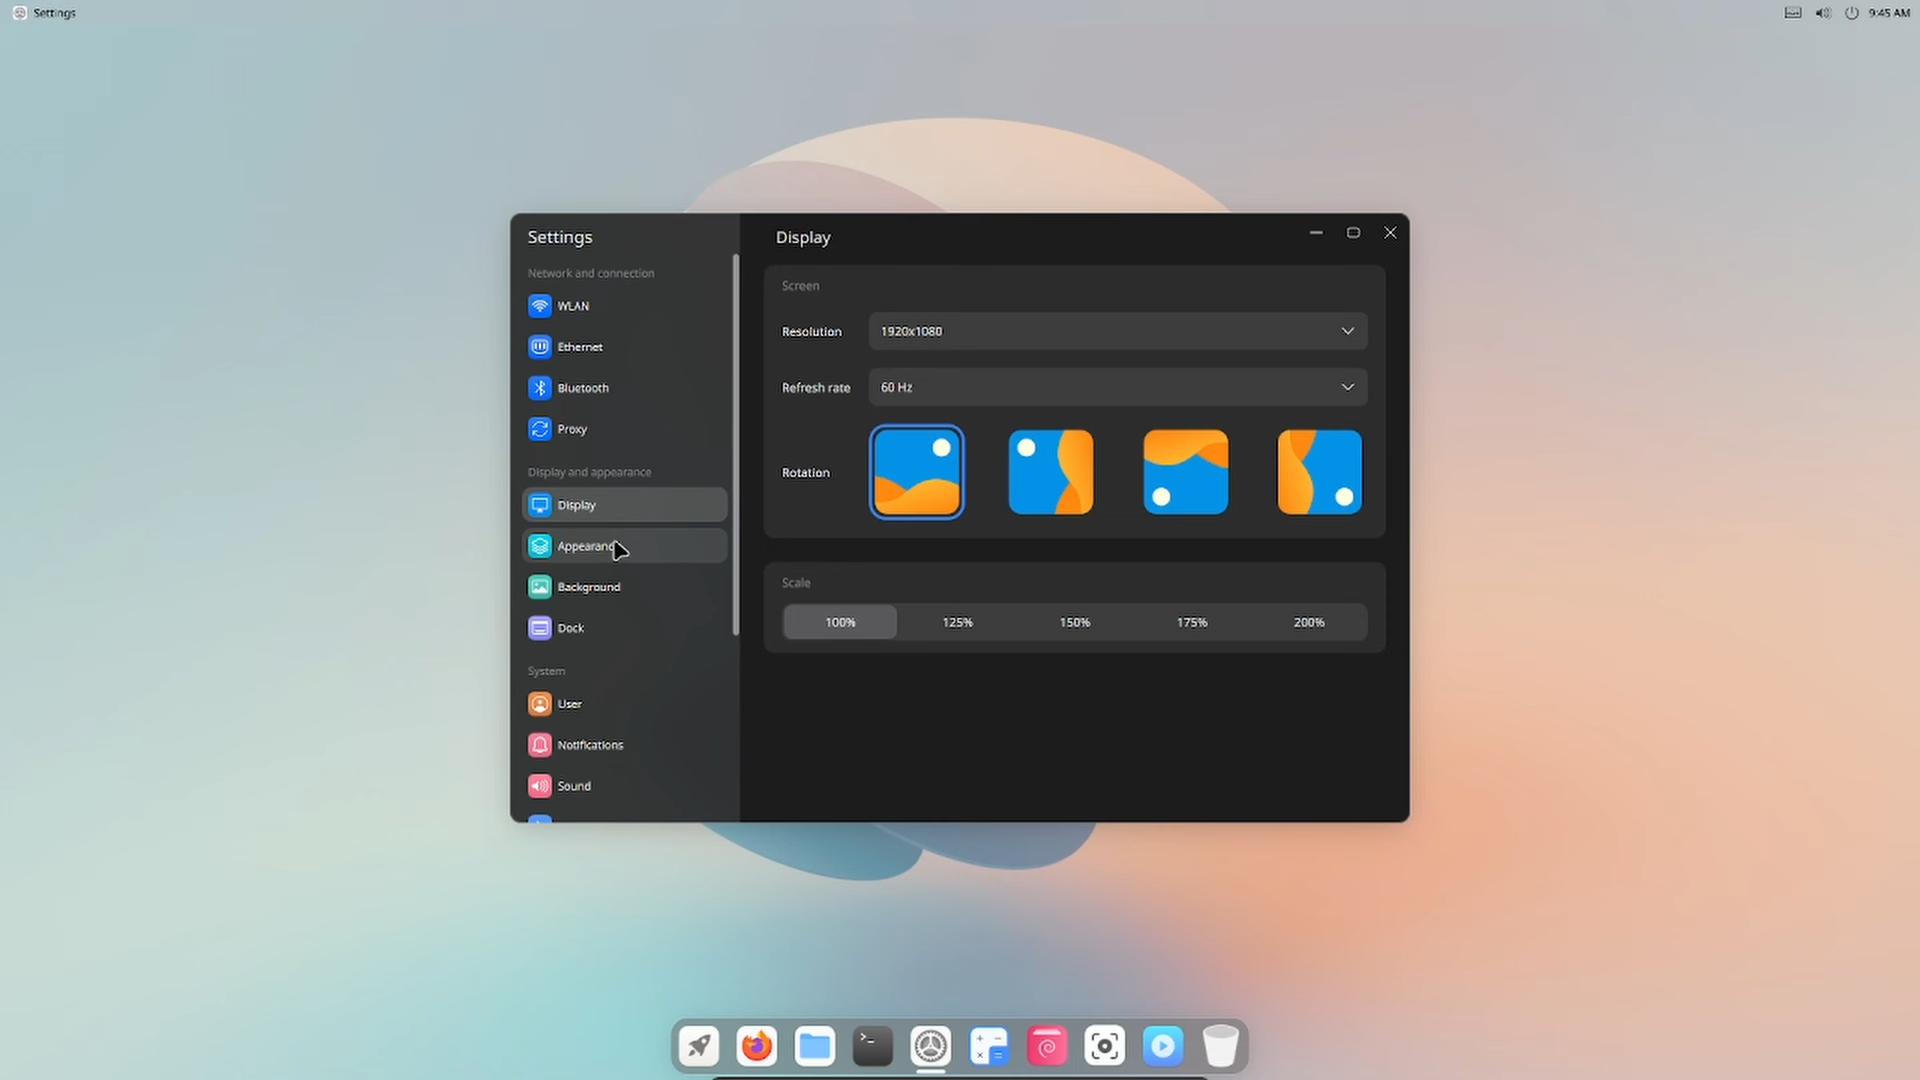 Settings
9:45 AM
Settings
Network and connection
WLAN
Ethernet
Bluetooth
Proxy
Display and appearance
Display
Appearanc
Background
Dock
System
User
Notifications
Sound
Display
Screen
Resolution
1920x1080
Refresh rate
60 Hz
Rotation
Scale
100%
125%
150%
175%
200%